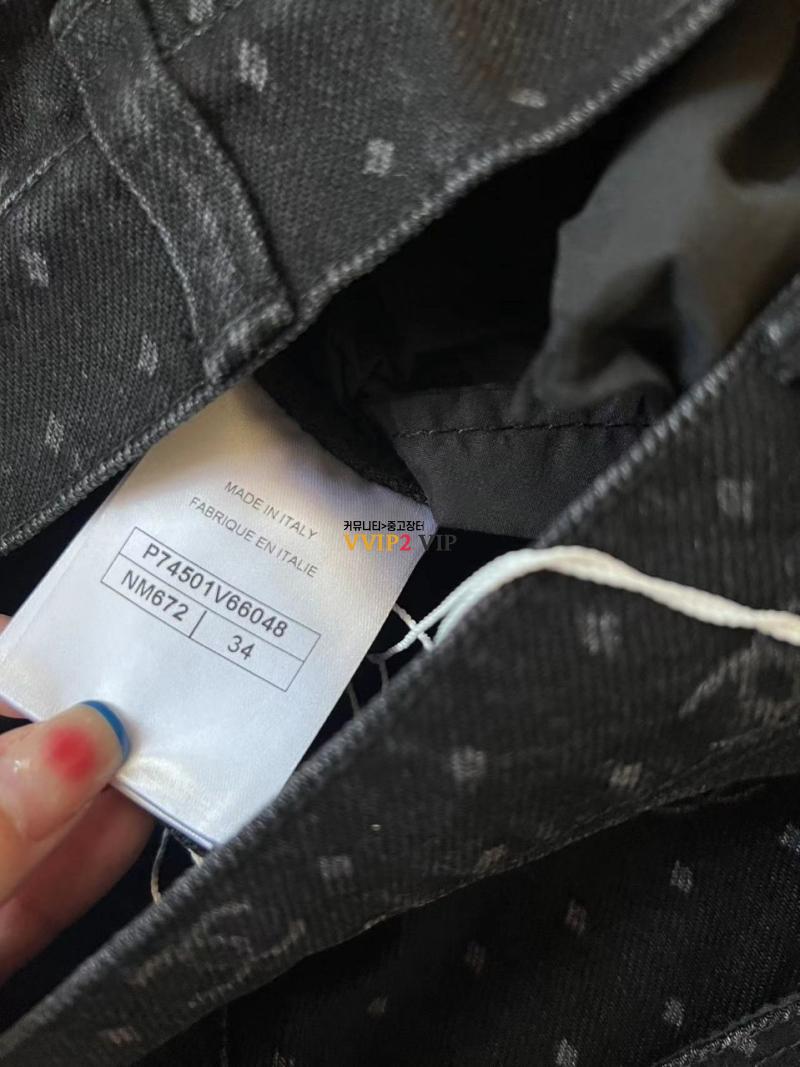 MADE IN ITALY
FABRIQUE EN ITALIE
커뮤니티>중고장터
VVIP2 VIP
P74501V66048
NM672
34